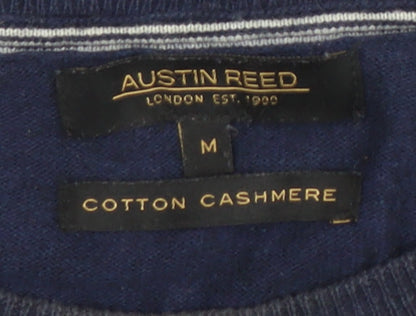 AUSTIN REED
LONDON EST. 1900
M
COTTON CASHMERE